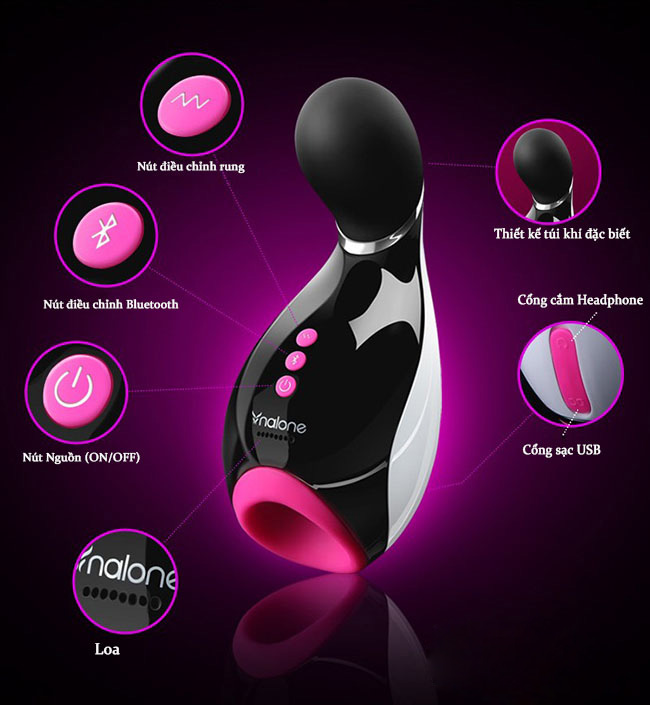 Nút điều chỉnh rung
Thiết kế túi khí đặc biết
Nút điều chỉnh Bluetooth
Cổng cắm Headphone
Nút Nguồn (ON/OFF)
nalone
Cổng sạc USB
nalone
Loa